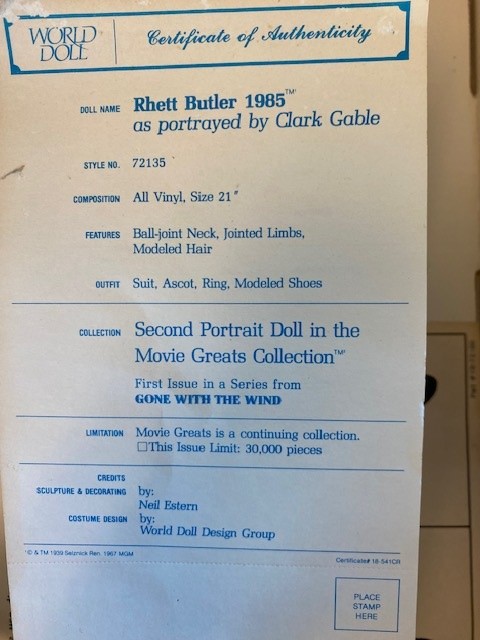 WORLD DOLL
Certificate of Authenticity
DOLL NAME Rhett Butler 1985™
as portrayed by Clark Gable
STYLE NO. 72135
COMPOSITION All Vinyl, Size 21"
FEATURES Ball-joint Neck, Jointed Limbs,
Modeled Hair
OUTFIT Suit, Ascot, Ring, Modeled Shoes
COLLECTION Second Portrait Doll in the
Movie Greats Collection™
First Issue in a Series from
GONE WITH THE WIND
LIMITATION Movie Greats is a continuing collection.
☐This Issue Limit: 30,000 pieces
CREDITS
SCULPTURE & DECORATING by:
Neil Estern
COSTUME DESIGN by:
World Doll Design Group
© & TM 1939 Selznick Ren. 1967 MGM
Certificate# 18-541CR
PLACE
STAMP
HERE